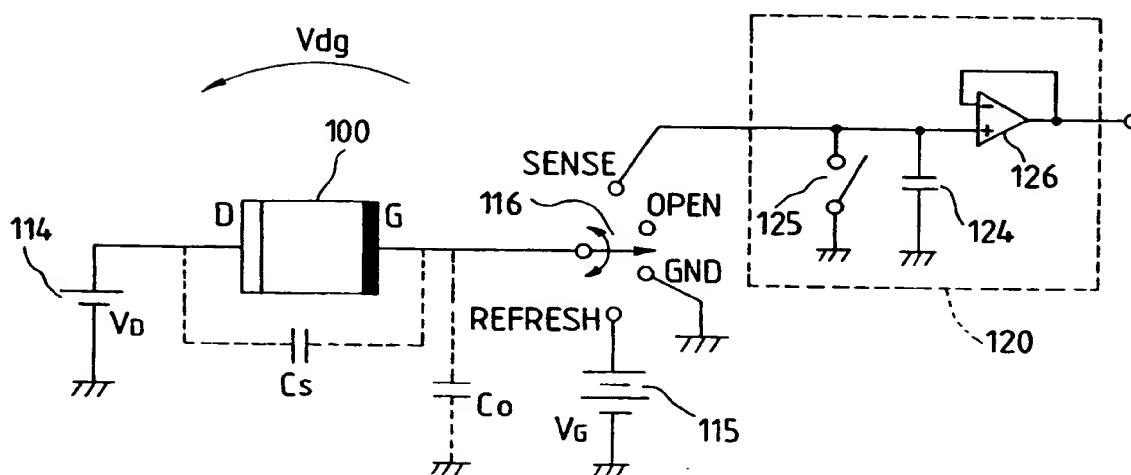 Vdg
100
SENSE
D
G
116
OPEN
125
124
126
114
GND
VD
REFRESH
120
Cs
Co
VG
115
-
+